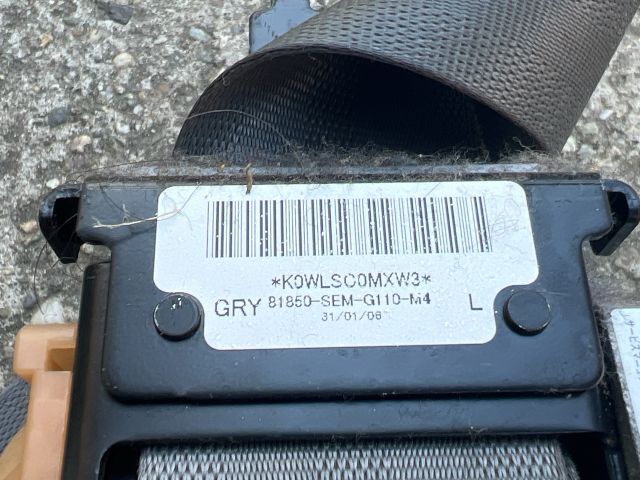 *K0WLSC0MXW3*
GRY 81850-SEM-G110-M4 L
31/01/06